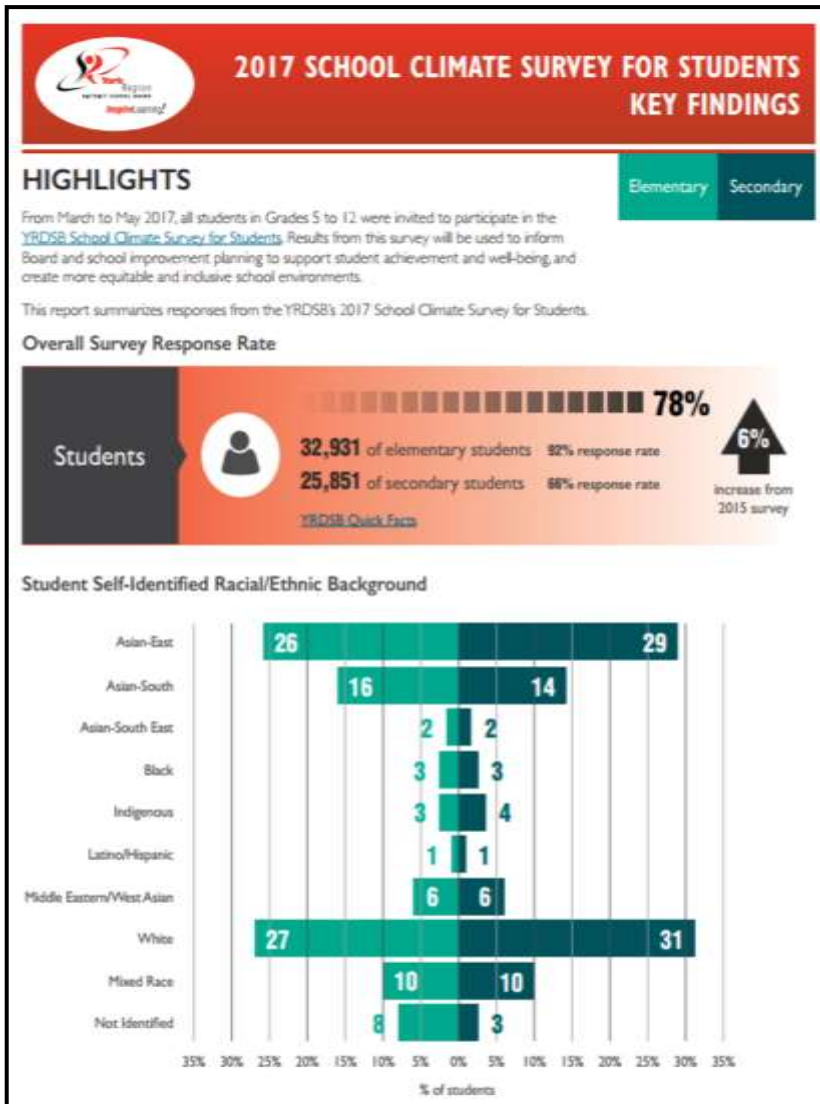 York
Region
DISTRICT SCHOOL BOARD
InspireLearning!
2017 SCHOOL CLIMATE SURVEY FOR STUDENTS
KEY FINDINGS
HIGHLIGHTS
Elementary Secondary
From March to May 2017, all students in Grades 5 to 12 were invited to participate in the
YRDSB School Climate Survey for Students. Results from this survey will be used to inform
Board and school improvement planning to support student achievement and well-being, and
create more equitable and inclusive school environments.
This report summarizes responses from the YRDSB's 2017 School Climate Survey for Students.
Overall Survey Response Rate
Students
78%
32,931 of elementary students 92% response rate
25,851 of secondary students 66% response rate
YRDSB Quick Facts
6%
increase from
2015 survey
Student Self-Identified Racial/Ethnic Background
Asian-East 26 29
Asian-South 16 14
Asian-South East 2 2
Black 3 3
Indigenous 3 4
Latino/Hispanic 1 1
Middle Eastern/West Asian 6 6
White 27 31
Mixed Race 10 10
Not Identified 8 3
35% 30% 25% 20% 15% 10% 5% 0% 5% 10% 15% 20% 25% 30% 35%
% of students